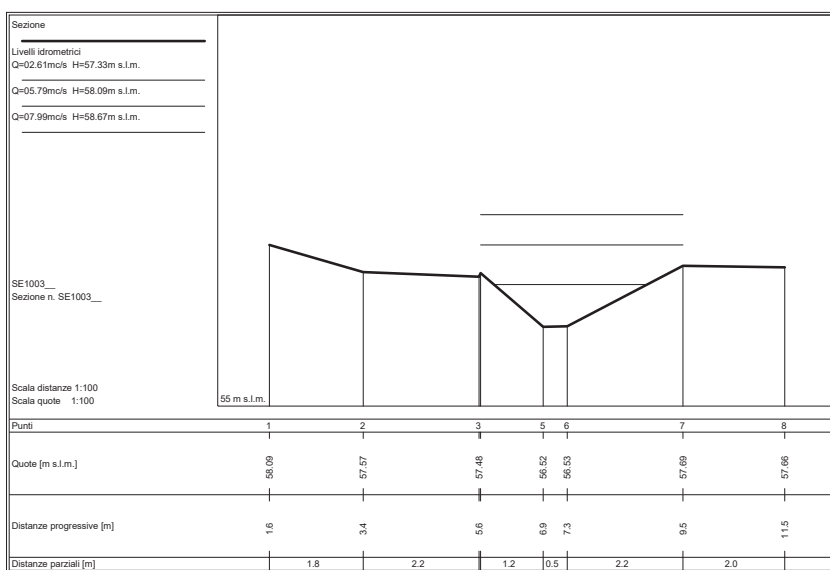 Sezione
Livelli idrometrici
Q=02.61mc/s H=57.33m s.l.m.
Q=05.79mc/s H=58.09m s.l.m.
Q=07.99mc/s H=58.67m s.l.m.
SE1003__
Sezione n. SE1003__
Scala distanze 1:100
Scala quote 1:100
55 m s.l.m.
Punti 1 2 3 5 6 7 8
Quote [m s.l.m.] 58.09 57.57 57.48 56.52 56.53 57.69 57.66
Distanze progressive [m] 1.6 3.4 5.6 6.9 7.3 9.5 11.5
Distanze parziali [m] 1.8 2.2 1.2 0.5 2.2 2.0